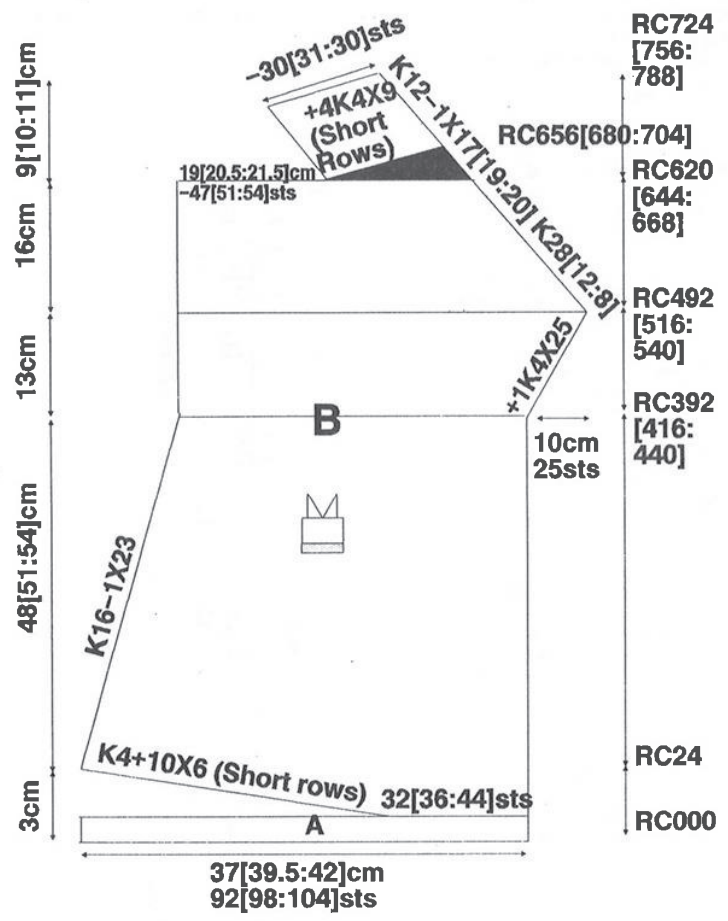 RC724
[756:
788]
−30[31:30]sts
9[10:11]cm
+4K4X9
(Short
Rows)
K12−1X17[19:20] K28[12:8]
RC656[680:704]
19[20.5:21.5]cm
−47[51:54]sts
RC620
[644:
668]
16cm
RC492
[516:
540]
13cm
+1K4X25
B
RC392
[416:
440]
10cm
25sts
48[51:54]cm
K16−1X23
K4+10X6 (Short rows)
RC24
32[36:44]sts
3cm
A
RC000
37[39.5:42]cm
92[98:104]sts